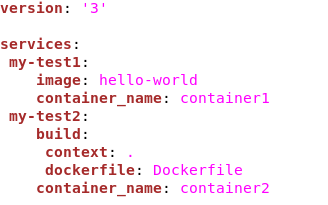 version: '3'

services:
 my-test1:
    image: hello-world
    container_name: container1
 my-test2:
    build:
     context: .
     dockerfile: Dockerfile
    container_name: container2